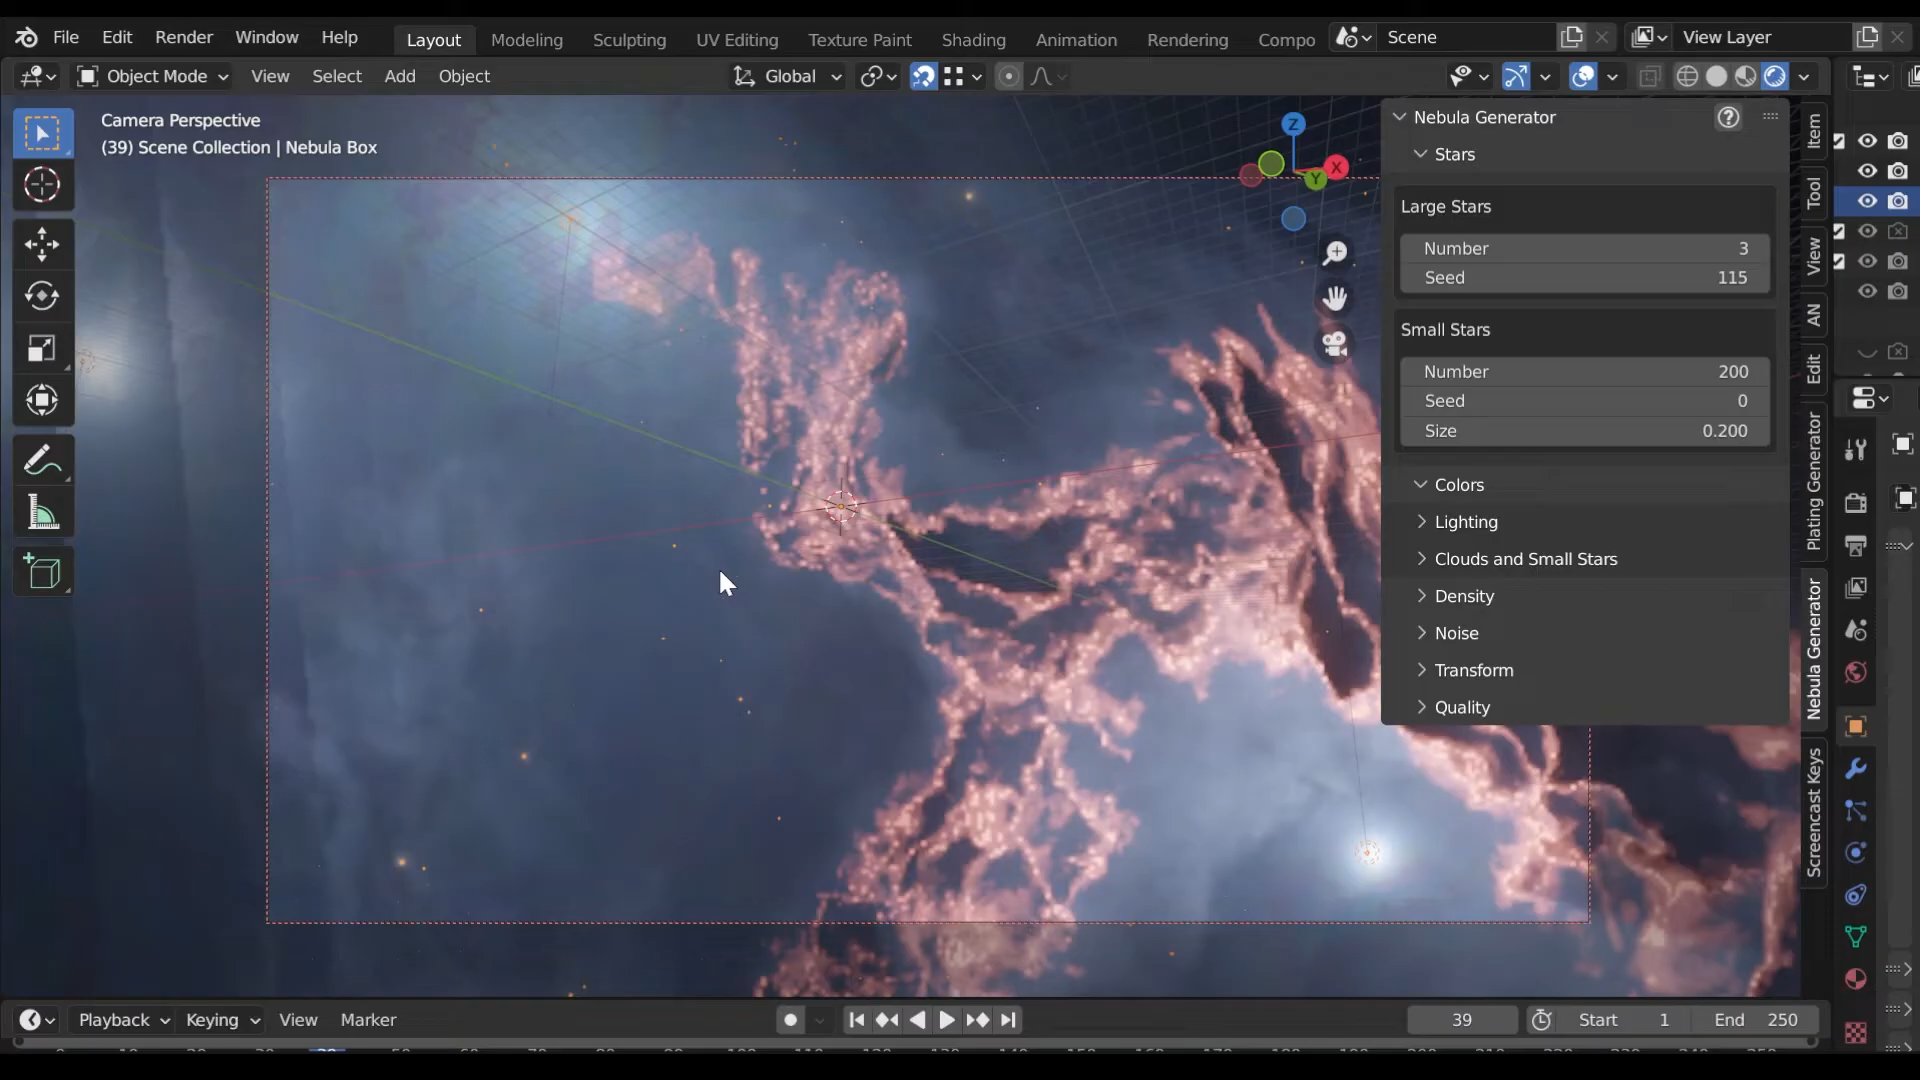 File Edit Render Window Help Layout Modeling Sculpting UV Editing Texture Paint Shading Animation Rendering Compo Scene View Layer
Object Mode View Select Add Object Global
Camera Perspective
(39) Scene Collection | Nebula Box
Z
X
Y
Nebula Generator
Stars
Large Stars
Number 3
Seed 115
Small Stars
Number 200
Seed 0
Size 0.200
Colors
Lighting
Clouds and Small Stars
Density
Noise
Transform
Quality
Item
Tool
View
AN
Edit
Plating Generator
Nebula Generator
Screencast Keys
Playback Keying View Marker 39 Start 1 End 250